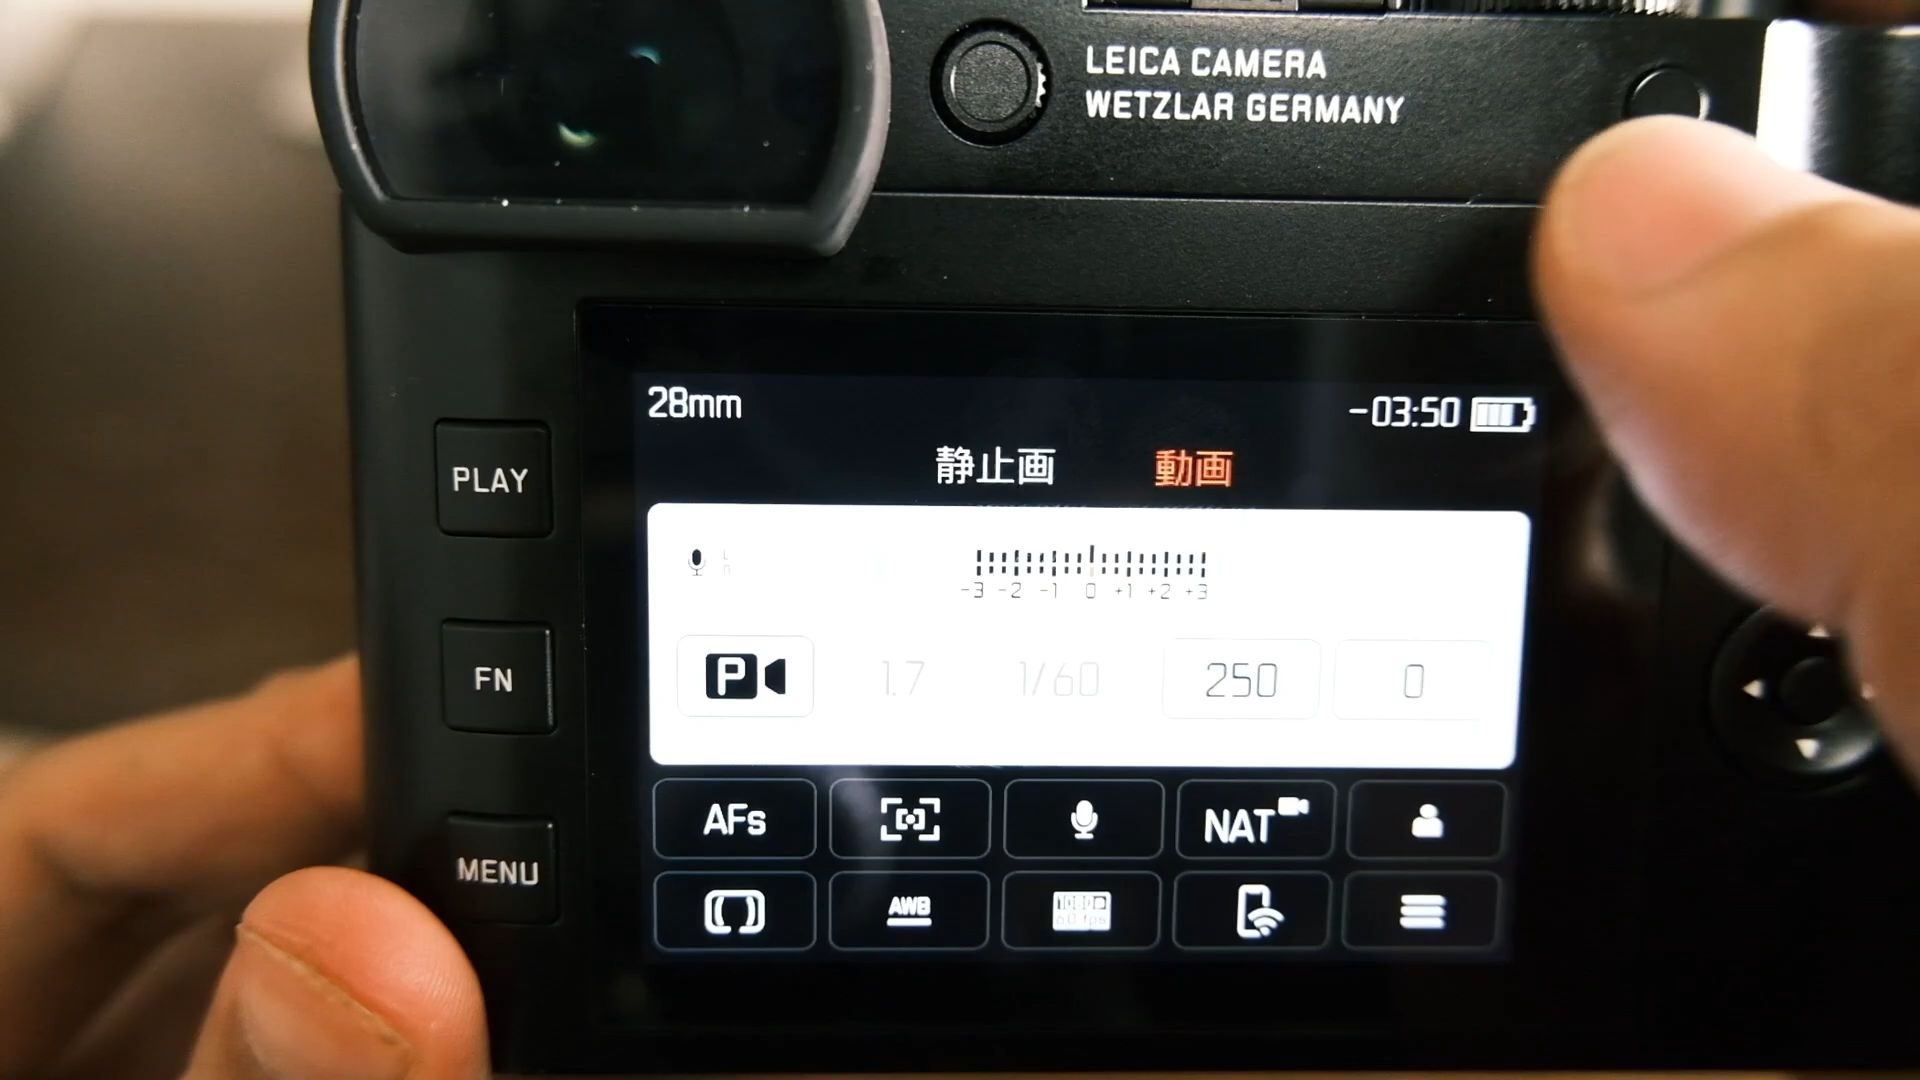 LEICA CAMERA
WETZLAR GERMANY
28mm
-03:50
静止画 動画
L
R
-3 -2 -1 0 +1 +2 +3
P 1.7 1/60 250 0
PLAY
FN
MENU
AFs NAT
AWB 1080p
60 fps